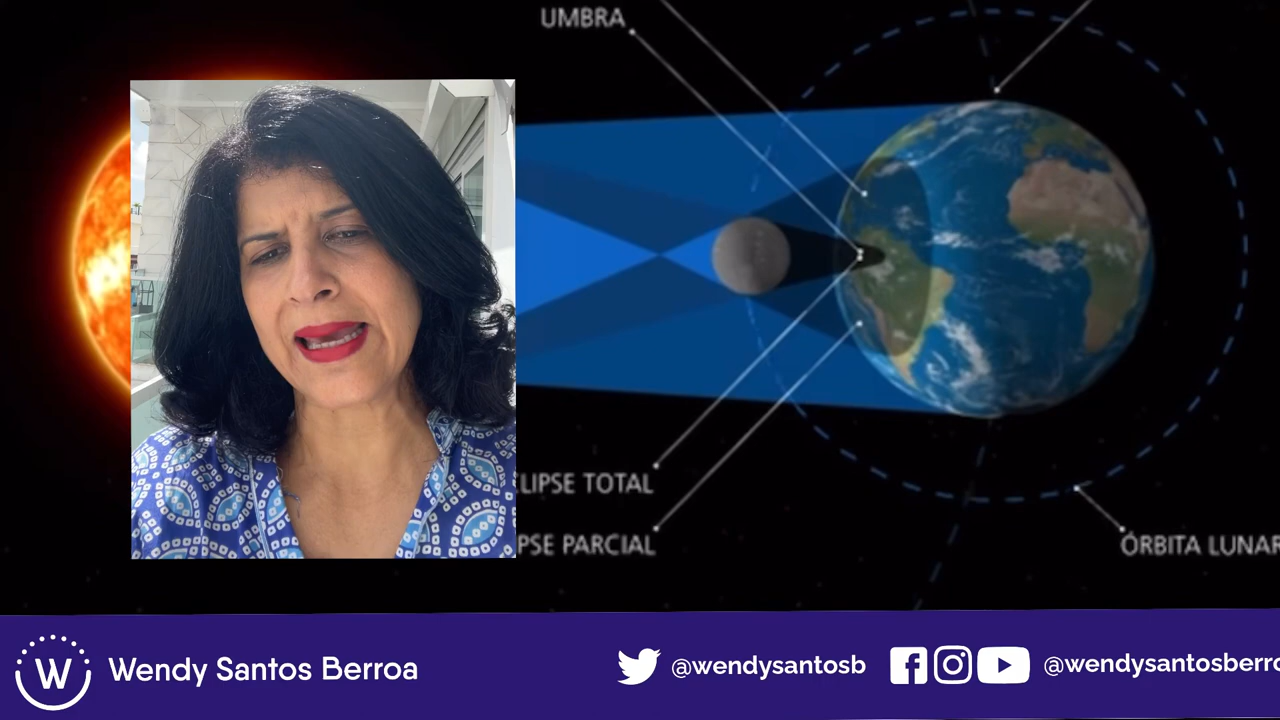 UMBRA
CLIPSE TOTAL
PSE PARCIAL
ÓRBITA LUNAR
W
Wendy Santos Berroa
@wendysantosb
@wendysantosberro